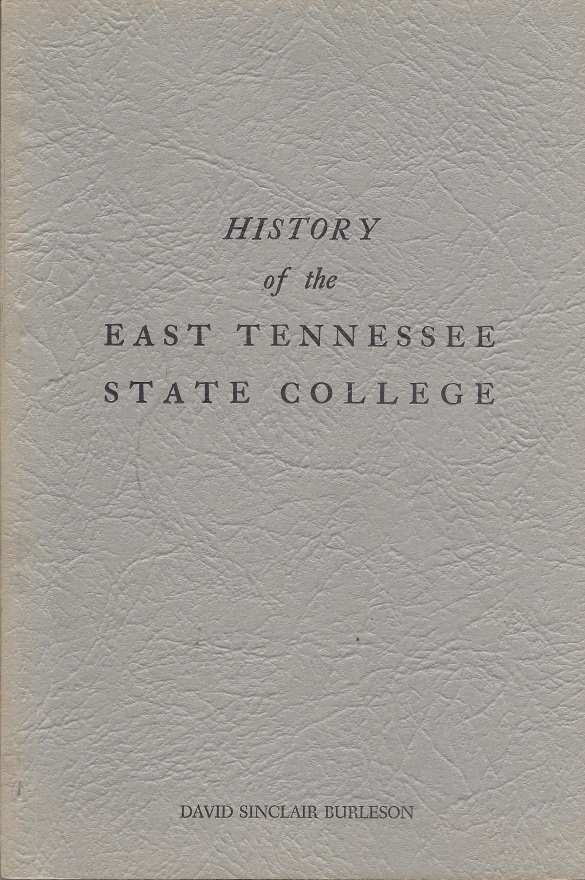 HISTORY
of the
EAST TENNESSEE
STATE COLLEGE
DAVID SINCLAIR BURLESON